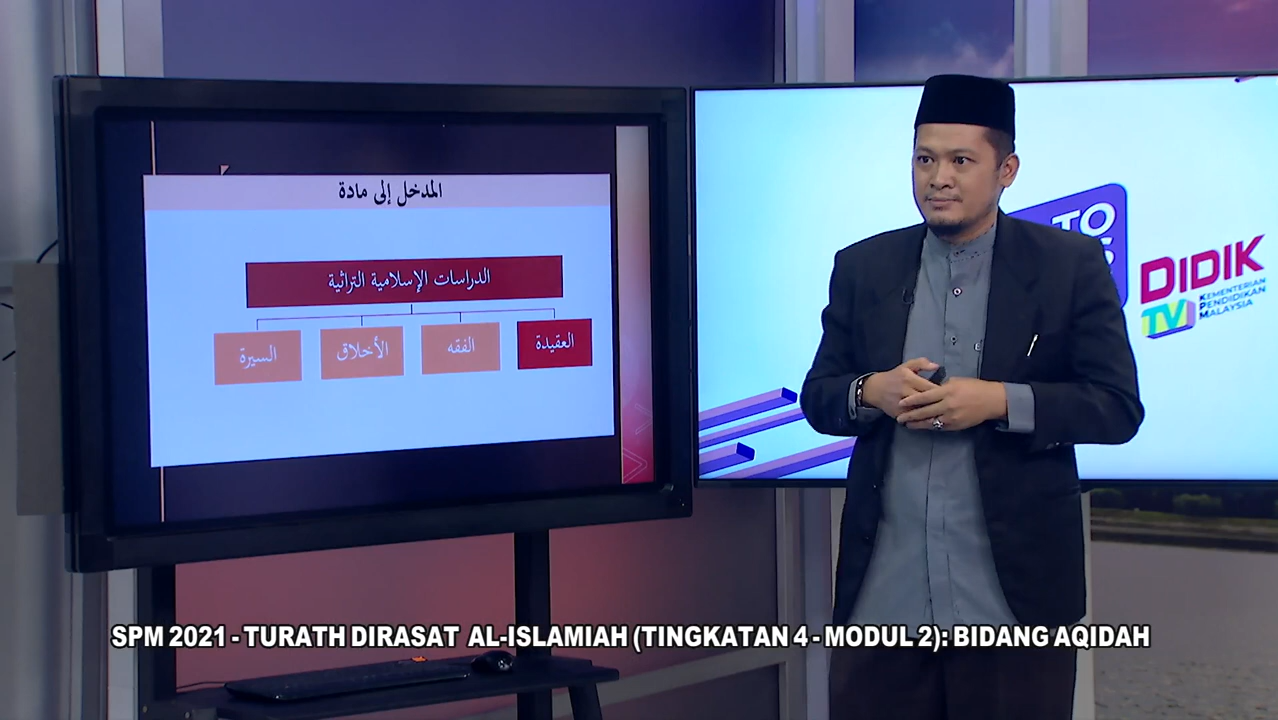 المدخل إلى مادة
الدراسات الإسلامية التراثية
العقيدة
الفقه
الأخلاق
السيرة
TO
DIDIK
TV
KEMENTERIAN
PENDIDIKAN
MALAYSIA
SPM 2021 - TURATH DIRASAT AL-ISLAMIAH (TINGKATAN 4 - MODUL 2): BIDANG AQIDAH